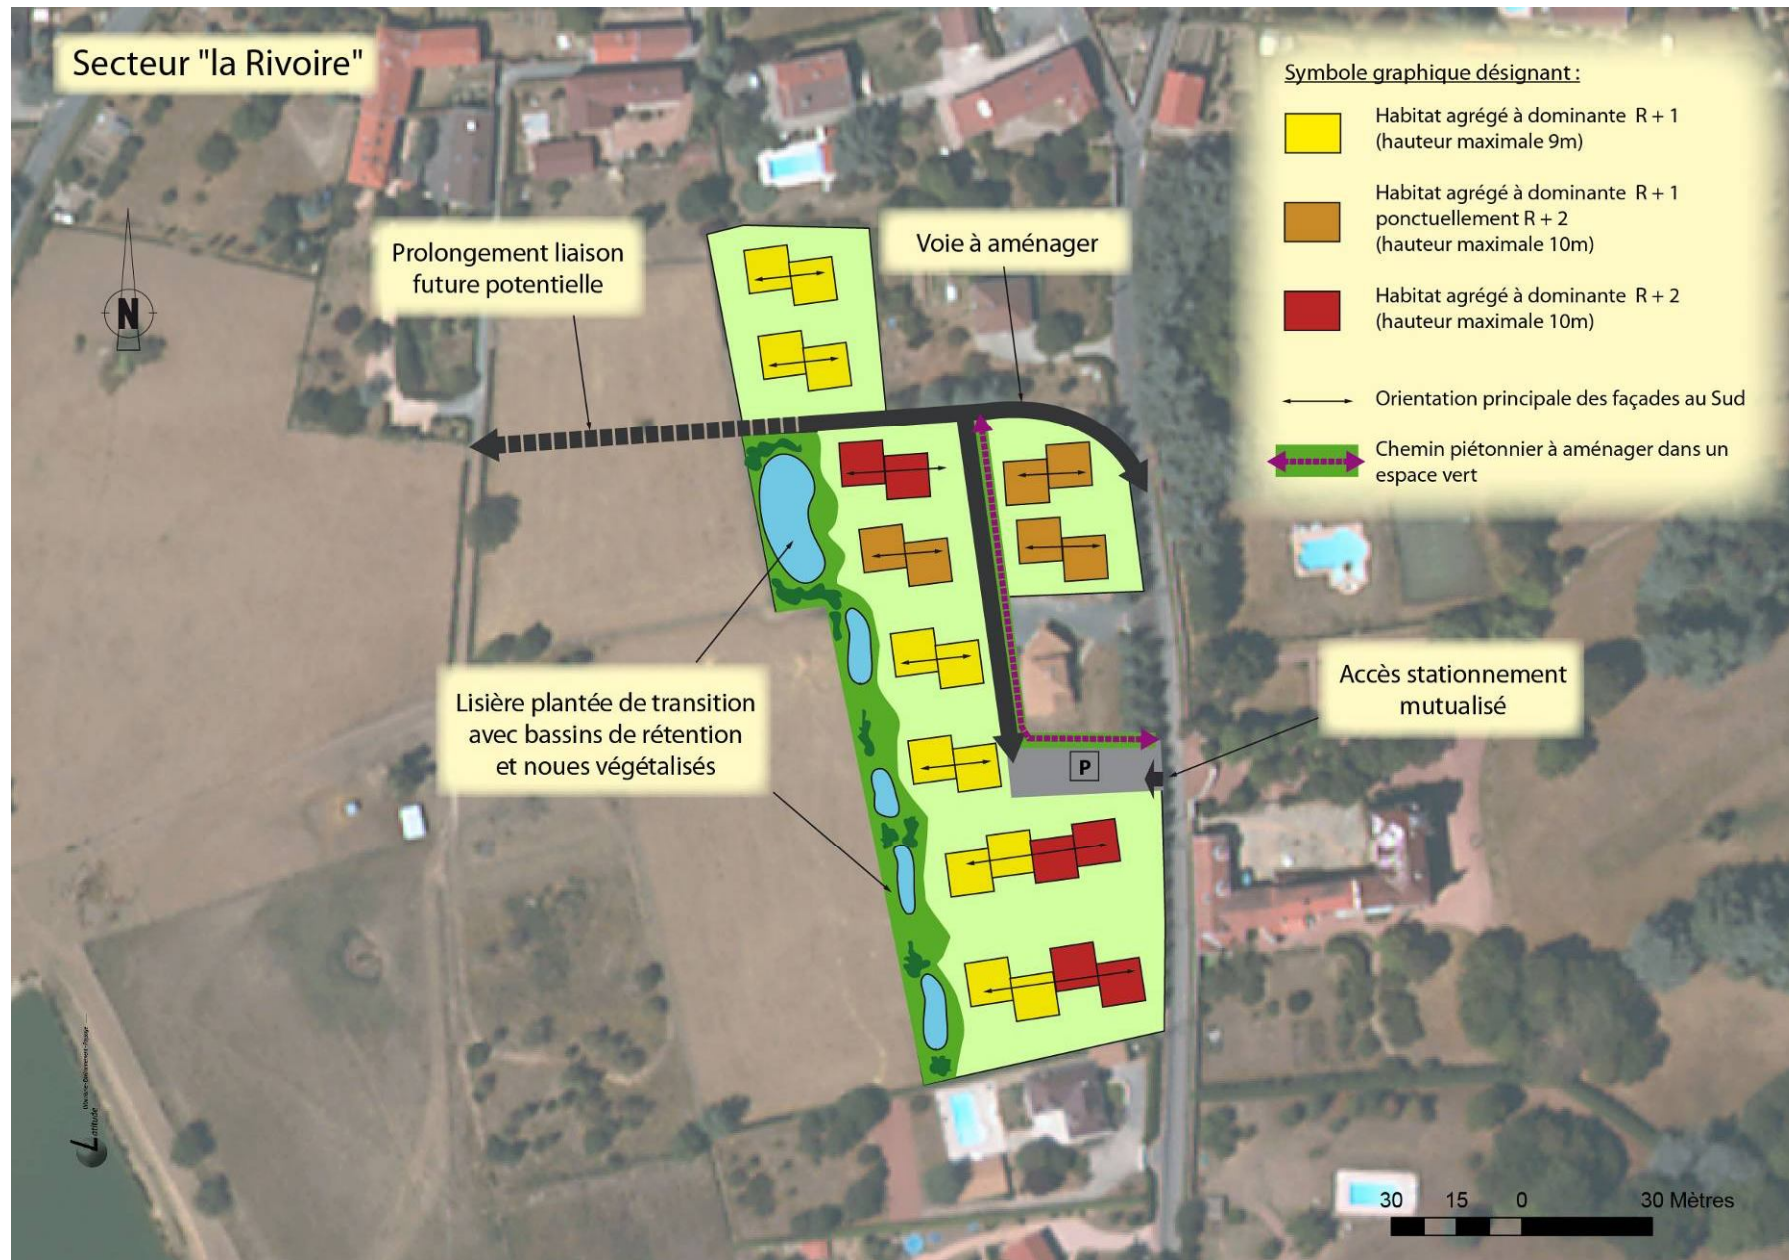 Secteur "la Rivoire"
Symbole graphique désignant :
Habitat agrégé à dominante R + 1
(hauteur maximale 9m)
Habitat agrégé à dominante R + 1
ponctuellement R + 2
(hauteur maximale 10m)
Habitat agrégé à dominante R + 2
(hauteur maximale 10m)
Orientation principale des façades au Sud
Chemin piétonnier à aménager dans un
espace vert
N
Prolongement liaison
future potentielle
Voie à aménager
Lisière plantée de transition
avec bassins de rétention
et noues végétalisés
Accès stationnement
mutualisé
P
Latitude
30 15 0 30 Mètres